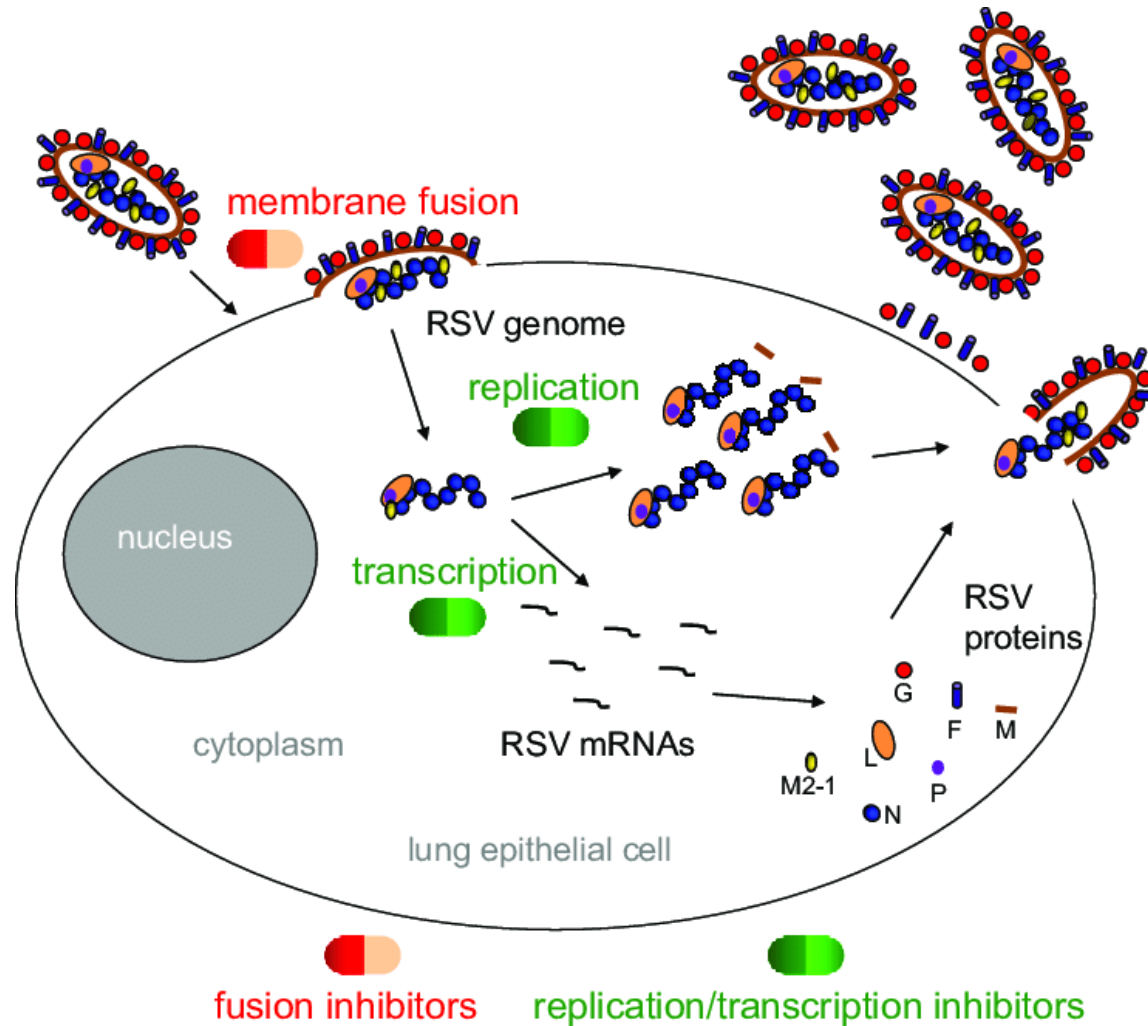 membrane fusion
RSV genome
replication
nucleus
transcription
RSV
proteins
G
F
M
L
M2-1
P
N
RSV mRNAs
cytoplasm
lung epithelial cell
fusion inhibitors
replication/transcription inhibitors